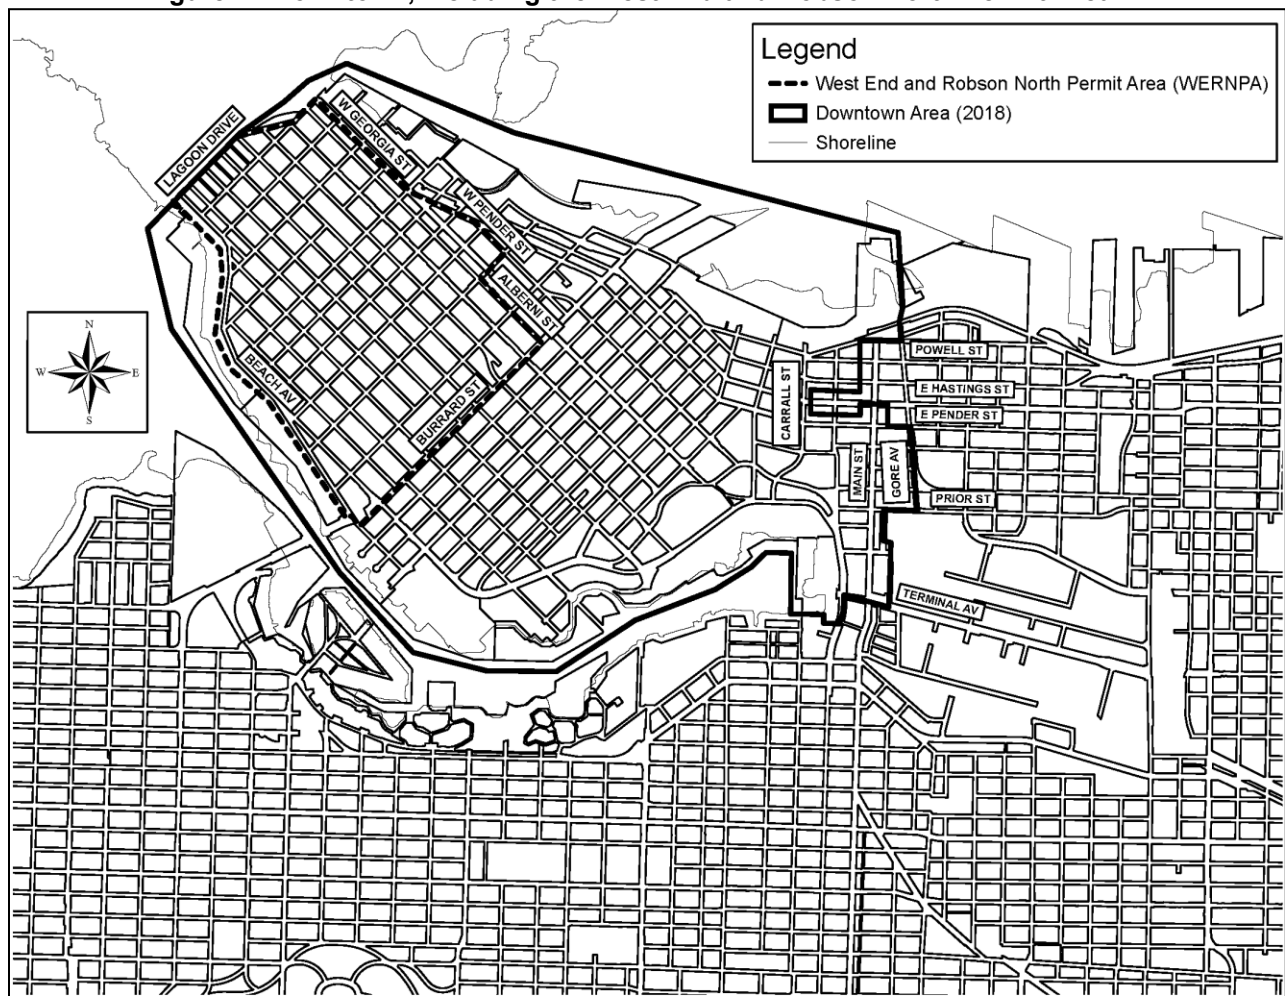 Legend
West End and Robson North Permit Area (WERNPA)
Downtown Area (2018)
Shoreline
LAGOON DRIVE
W GEORGIA ST
W PENDER ST
ALBERNI ST
N
W
E
S
BEACH AV
BURRARD ST
CARRALL ST
POWELL ST
E HASTINGS ST
E PENDER ST
MAIN ST
GORE AV
PRIOR ST
TERMINAL AV